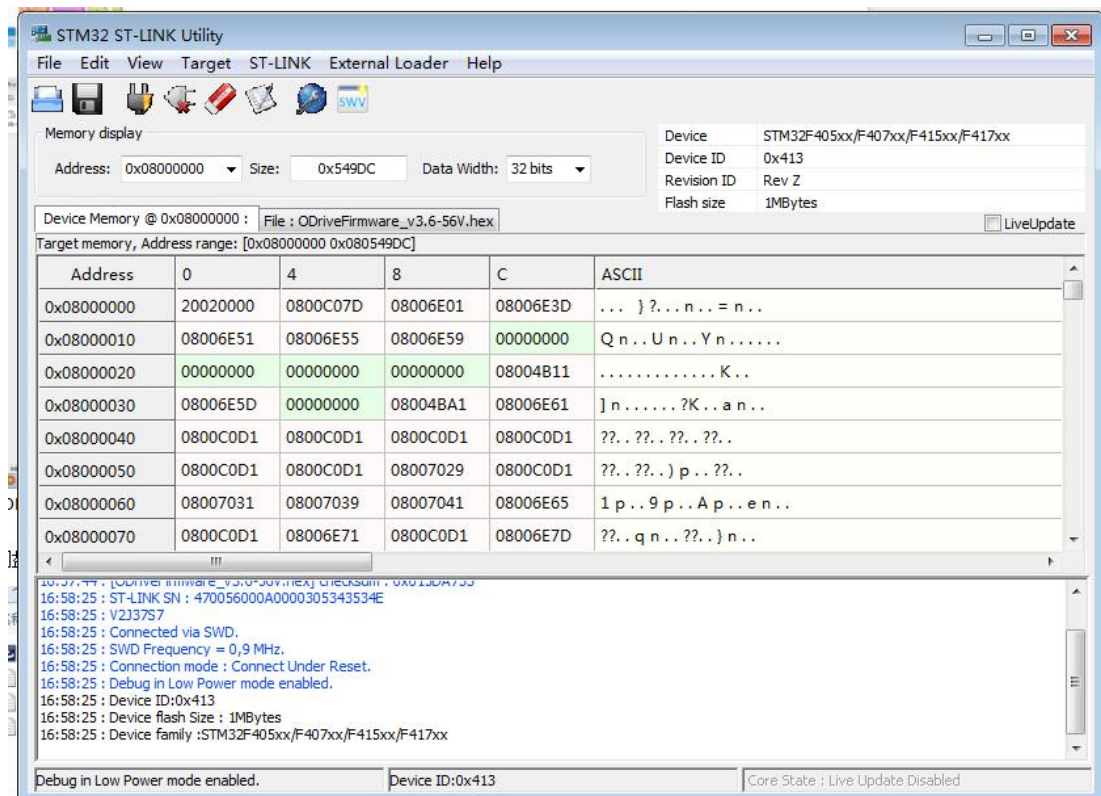 STM32 ST-LINK Utility
File Edit View Target ST-LINK External Loader Help
SWV
Memory display
Address: 0x08000000 Size: 0x549DC Data Width: 32 bits
Device STM32F405xx/F407xx/F415xx/F417xx
Device ID 0x413
Revision ID Rev Z
Flash size 1MBytes
Device Memory @ 0x08000000 : File : ODriveFirmware_v3.6-56V.hex LiveUpdate
Target memory, Address range: [0x08000000 0x080549DC]
Address 0 4 8 C ASCII
0x08000000 20020000 0800C07D 08006E01 08006E3D ... }?...n..=n..
0x08000010 08006E51 08006E55 08006E59 00000000 Qn..Un..Yn......
0x08000020 00000000 00000000 00000000 08004B11 .............K..
0x08000030 08006E5D 00000000 08004BA1 08006E61 ]n......?K..an..
0x08000040 0800C0D1 0800C0D1 0800C0D1 0800C0D1 ??..??..??..??..
0x08000050 0800C0D1 0800C0D1 08007029 0800C0D1 ??..??..)p..??..
0x08000060 08007031 08007039 08007041 08006E65 1p..9p..Ap..en..
0x08000070 0800C0D1 08006E71 0800C0D1 08006E7D ??..qn..??..}n..
16:58:25 : ST-LINK SN : 470056000A0000305343534E
16:58:25 : V2J37S7
16:58:25 : Connected via SWD.
16:58:25 : SWD Frequency = 0,9 MHz.
16:58:25 : Connection mode : Connect Under Reset.
16:58:25 : Debug in Low Power mode enabled.
16:58:25 : Device ID:0x413
16:58:25 : Device flash Size : 1MBytes
16:58:25 : Device family :STM32F405xx/F407xx/F415xx/F417xx
Debug in Low Power mode enabled. Device ID:0x413 Core State : Live Update Disabled